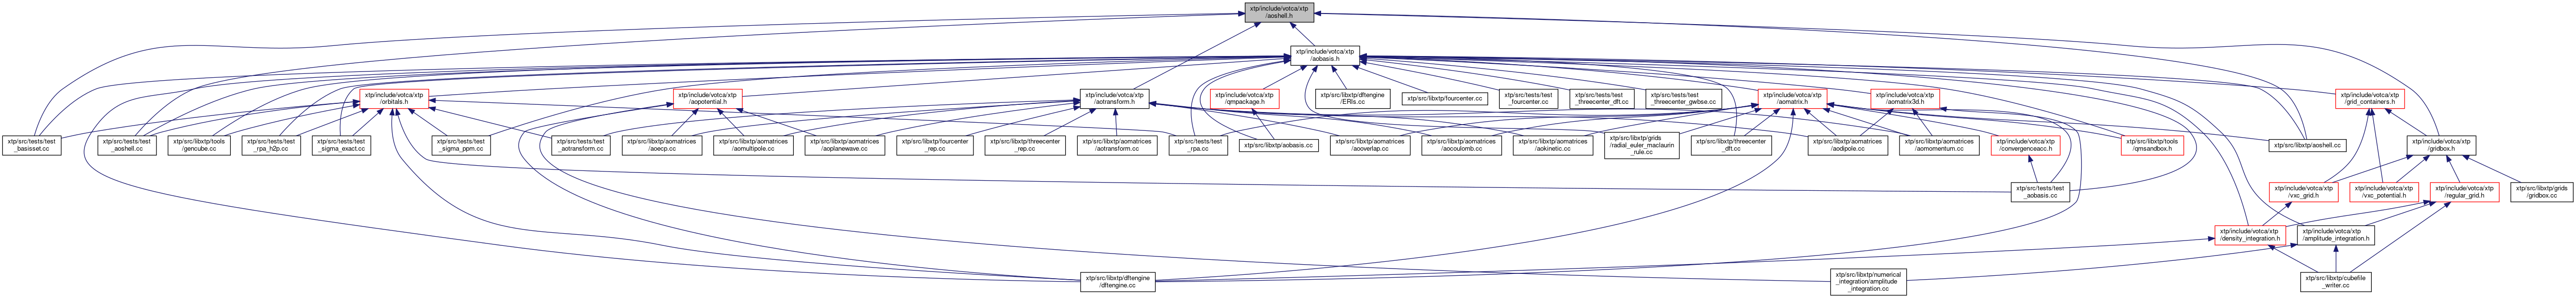 xtp/include/votca/xtp
/aoshell.h
xtp/include/votca/xtp
/aobasis.h
xtp/include/votca/xtp
/orbitals.h
xtp/include/votca/xtp
/aopotential.h
xtp/include/votca/xtp
/aotransform.h
xtp/include/votca/xtp
/qmpackage.h
xtp/src/libxtp/dftengine
/ERIs.cc
xtp/src/libxtp/fourcenter.cc
xtp/src/tests/test
_fourcenter.cc
xtp/src/tests/test
_threecenter_dft.cc
xtp/src/tests/test
_threecenter_gwbse.cc
xtp/include/votca/xtp
/aomatrix.h
xtp/include/votca/xtp
/aomatrix3d.h
xtp/include/votca/xtp
/grid_containers.h
xtp/src/tests/test
_basisset.cc
xtp/src/tests/test
_aoshell.cc
xtp/src/libxtp/tools
/gencube.cc
xtp/src/tests/test
_rpa_h2p.cc
xtp/src/tests/test
_sigma_exact.cc
xtp/src/tests/test
_sigma_ppm.cc
xtp/src/tests/test
_aotransform.cc
xtp/src/libxtp/aomatrices
/aoecp.cc
xtp/src/libxtp/aomatrices
/aomultipole.cc
xtp/src/libxtp/aomatrices
/aoplanewave.cc
xtp/src/libxtp/fourcenter
_rep.cc
xtp/src/libxtp/threecenter
_rep.cc
xtp/src/libxtp/aomatrices
/aotransform.cc
xtp/src/tests/test
_rpa.cc
xtp/src/libxtp/aobasis.cc
xtp/src/libxtp/aomatrices
/aooverlap.cc
xtp/src/libxtp/aomatrices
/aocoulomb.cc
xtp/src/libxtp/aomatrices
/aokinetic.cc
xtp/src/libxtp/grids
/radial_euler_maclaurin
_rule.cc
xtp/src/libxtp/threecenter
_dft.cc
xtp/src/libxtp/aomatrices
/aodipole.cc
xtp/src/libxtp/aomatrices
/aomomentum.cc
xtp/include/votca/xtp
/convergenceacc.h
xtp/src/libxtp/tools
/qmsandbox.h
xtp/src/libxtp/aoshell.cc
xtp/include/votca/xtp
/gridbox.h
xtp/src/tests/test
_aobasis.cc
xtp/include/votca/xtp
/vxc_grid.h
xtp/include/votca/xtp
/vxc_potential.h
xtp/include/votca/xtp
/regular_grid.h
xtp/src/libxtp/grids
/gridbox.cc
xtp/include/votca/xtp
/density_integration.h
xtp/include/votca/xtp
/amplitude_integration.h
xtp/src/libxtp/dftengine
/dftengine.cc
xtp/src/libxtp/numerical
_integration/amplitude
_integration.cc
xtp/src/libxtp/cubefile
_writer.cc